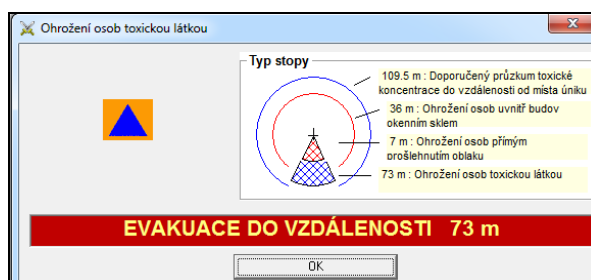 Ohrožení osob toxickou látkou
Typ stopy
109.5 m : Doporučený průzkum toxické
koncentrace do vzdálenosti od místa úniku
36 m : Ohrožení osob uvnitř budov
okenním sklem
7 m : Ohrožení osob přímým
prošlehnutím oblaku
73 m : Ohrožení osob toxickou látkou
EVAKUACE DO VZDÁLENOSTI 73 m
OK